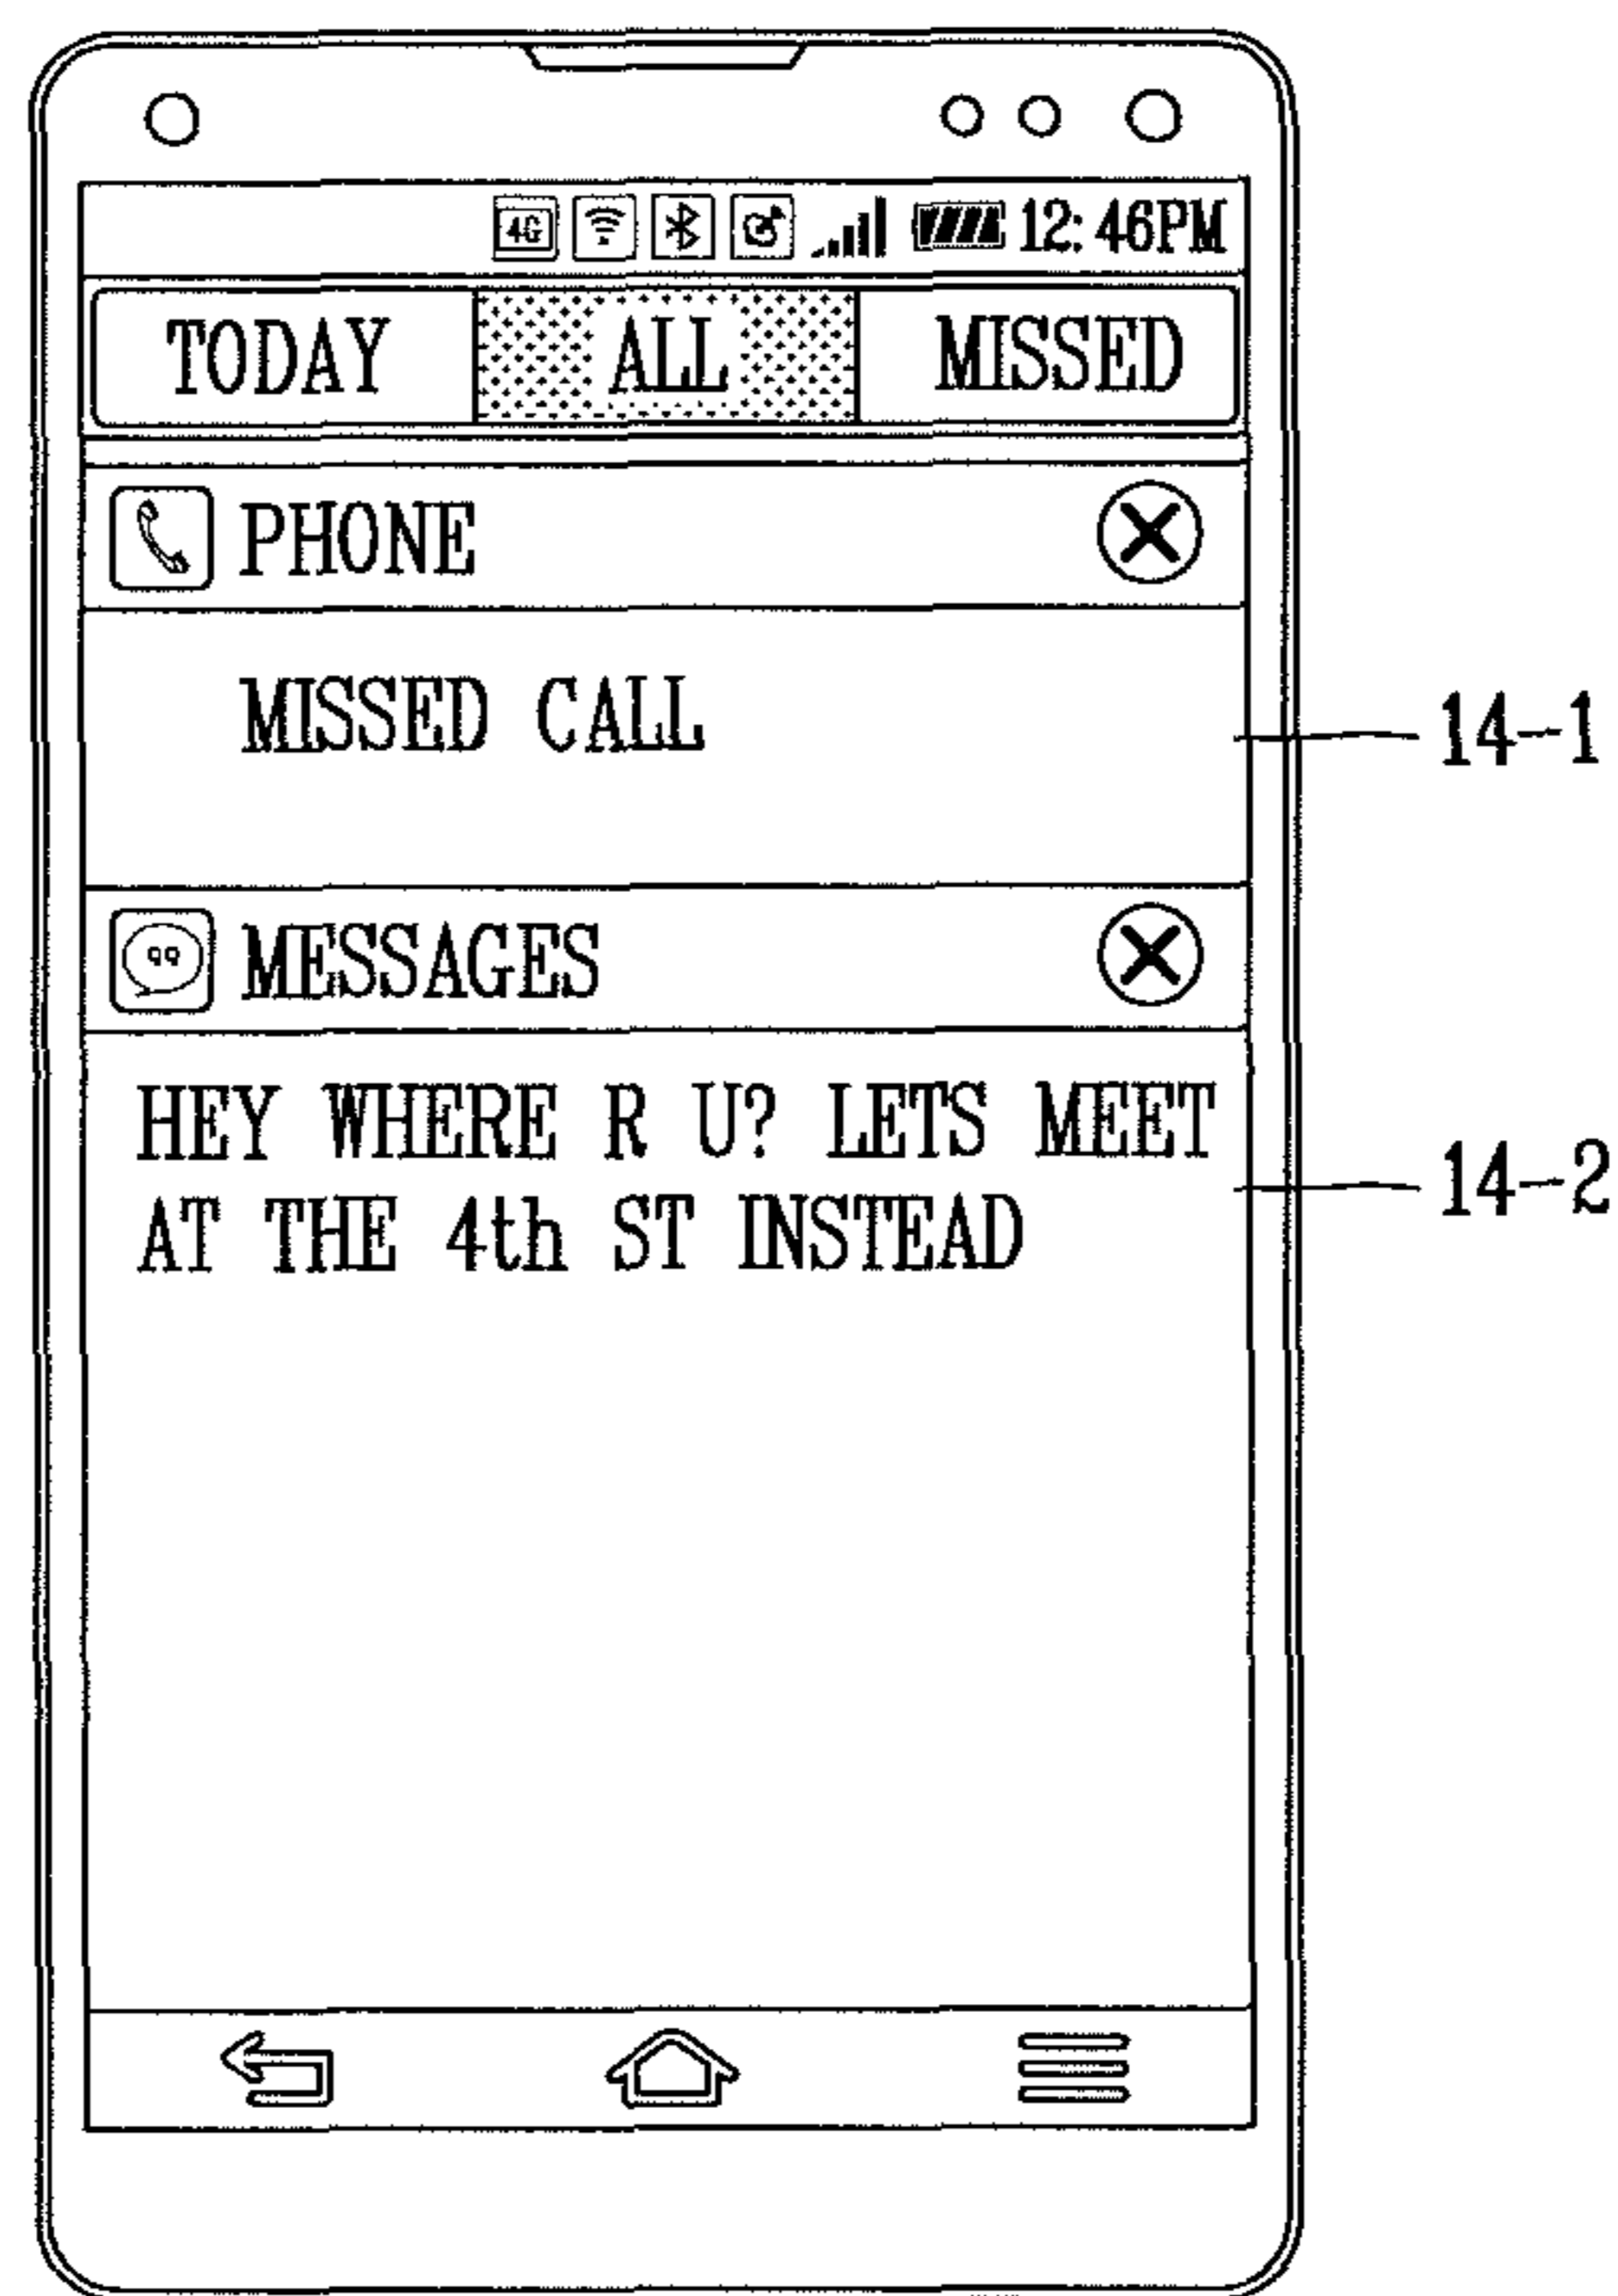 4G 12:46PM
TODAY ALL MISSED
PHONE
MISSED CALL
14-1
MESSAGES
HEY WHERE R U? LETS MEET
14-2
AT THE 4th ST INSTEAD